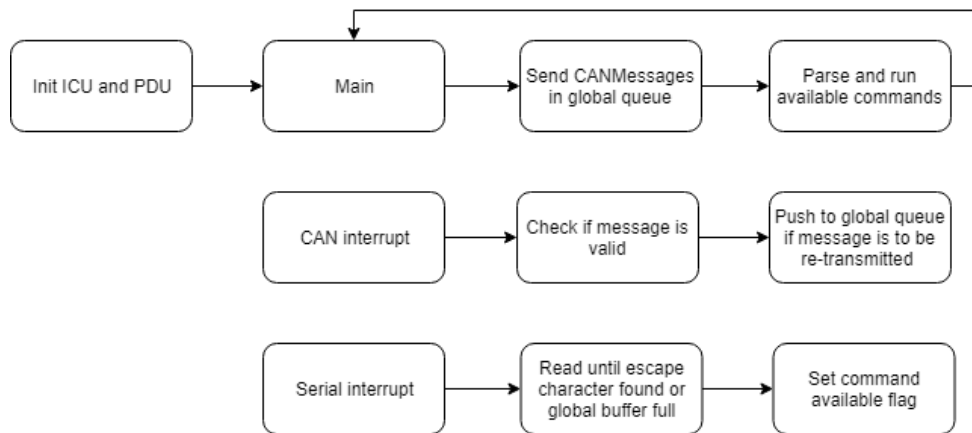 Init ICU and PDU
Main
Send CANMessages
in global queue
Parse and run
available commands
CAN interrupt
Check if message is
valid
Push to global queue
if message is to be
re-transmitted
Serial interrupt
Read until escape
character found or
global buffer full
Set command
available flag